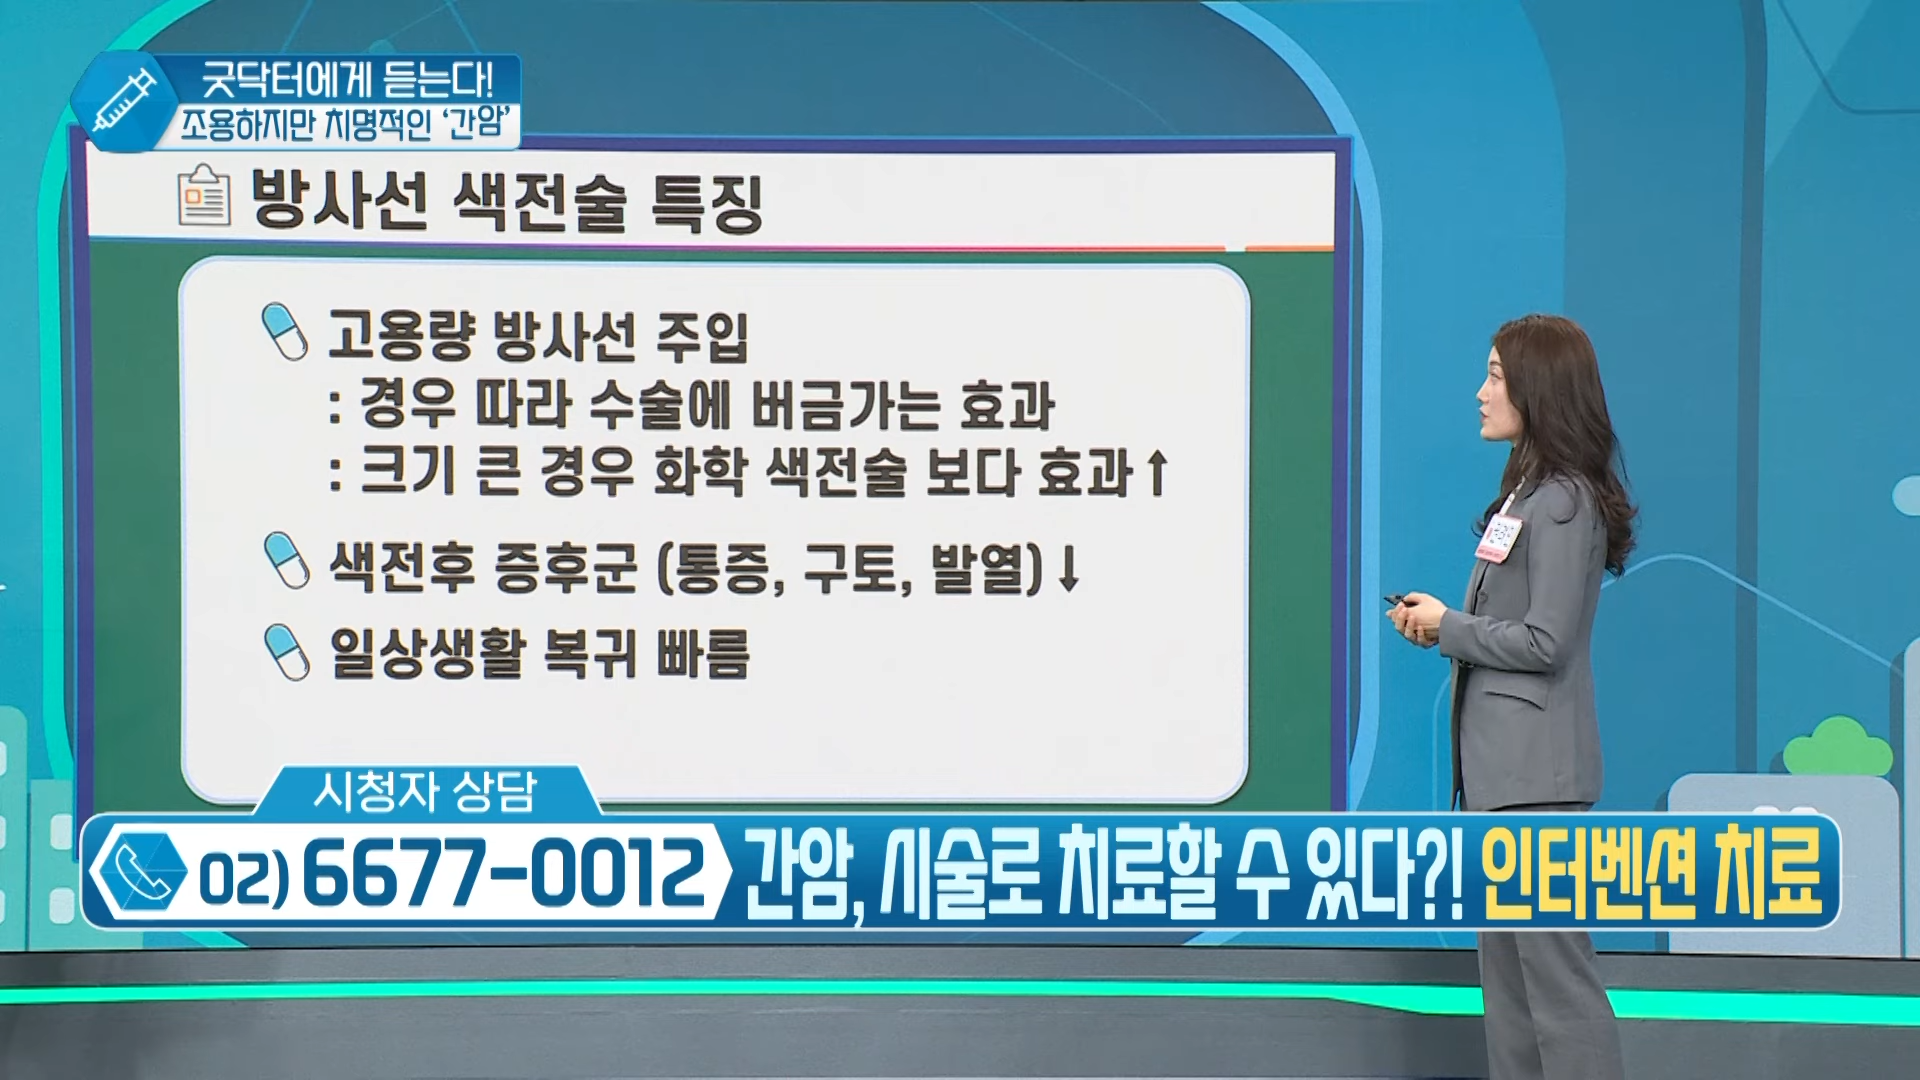 굿닥터에게 듣는다!
조용하지만 치명적인 '간암'
방사선 색전술 특징
고용량 방사선 주입
: 경우 따라 수술에 버금가는 효과
: 크기 큰 경우 화학 색전술 보다 효과↑
색전후 증후군 (통증, 구토, 발열)↓
일상생활 복귀 빠름
시청자 상담
02) 6677-0012
간암, 시술로 치료할 수 있다?! 인터벤션 치료